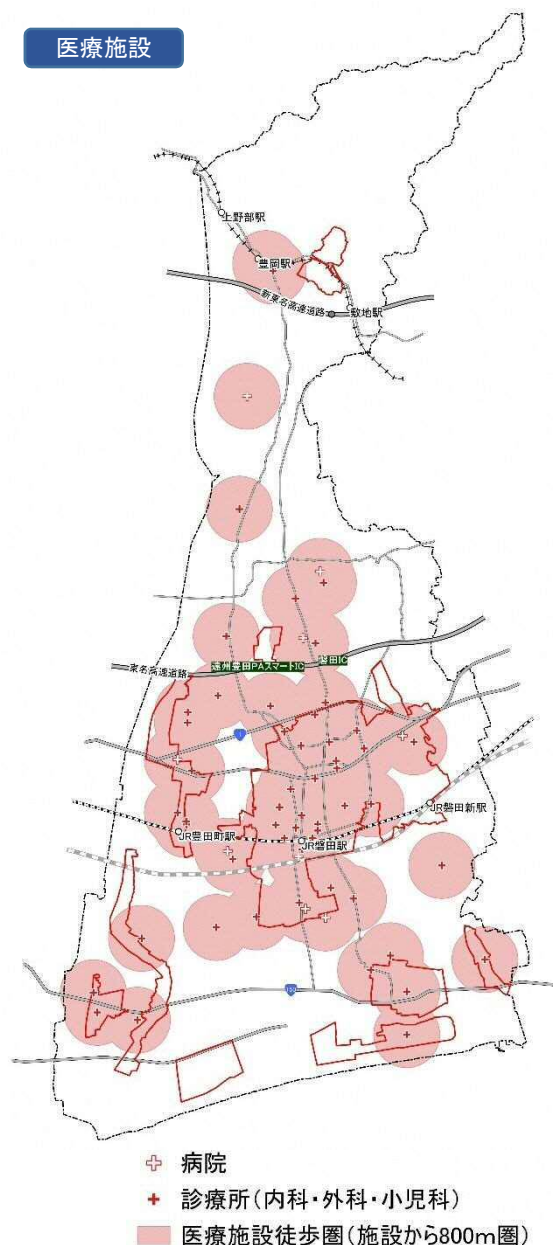 医療施設
上野部駅
豊岡駅
新東名高速道路
敷地駅
遠州豊田PAスマートIC
磐田IC
東名高速道路
1
JR磐田新駅
JR豊田町駅
JR磐田駅
150
病院
診療所(内科・外科・小児科)
医療施設徒歩圏(施設から800m圏)